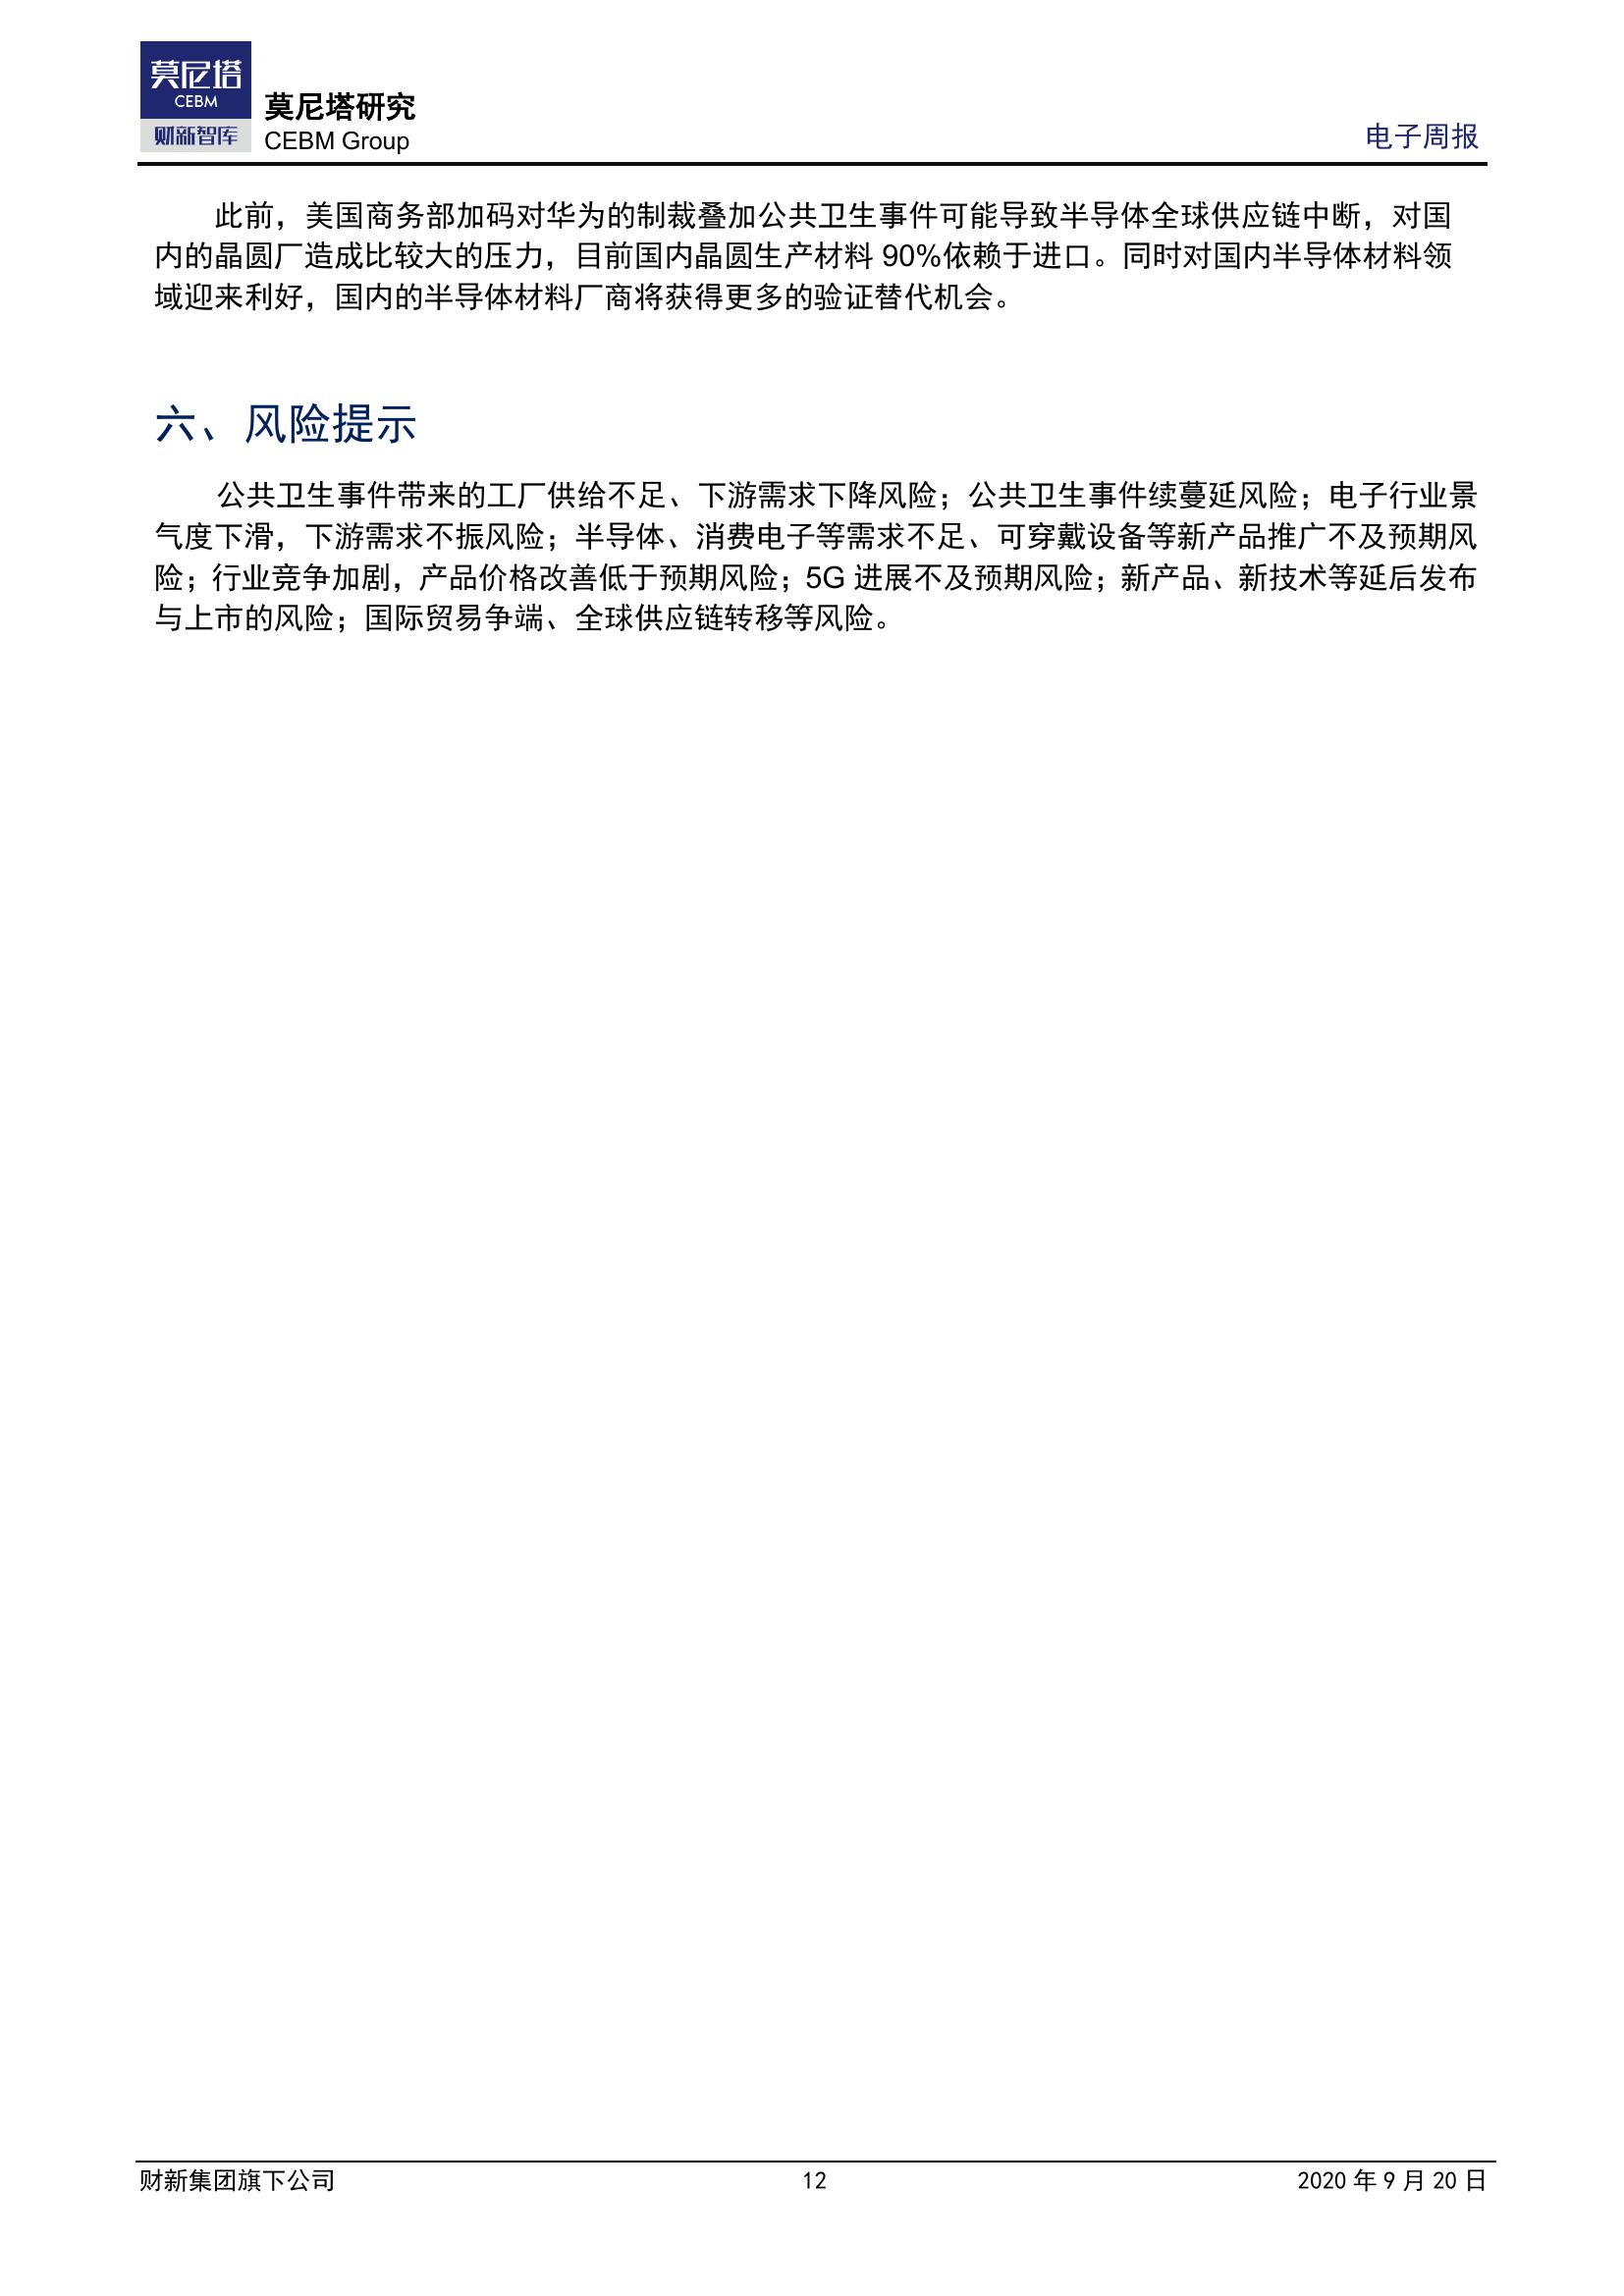 莫尼塔
CEBM
财新智库
莫尼塔研究
CEBM Group
电子周报
此前，美国商务部加码对华为的制裁叠加公共卫生事件可能导致半导体全球供应链中断，对国
内的晶圆厂造成比较大的压力，目前国内晶圆生产材料 90%依赖于进口。同时对国内半导体材料领
域迎来利好，国内的半导体材料厂商将获得更多的验证替代机会。
六、风险提示
公共卫生事件带来的工厂供给不足、下游需求下降风险；公共卫生事件续蔓延风险；电子行业景
气度下滑，下游需求不振风险；半导体、消费电子等需求不足、可穿戴设备等新产品推广不及预期风
险；行业竞争加剧，产品价格改善低于预期风险；5G 进展不及预期风险；新产品、新技术等延后发布
与上市的风险；国际贸易争端、全球供应链转移等风险。
财新集团旗下公司
12
2020 年 9 月 20 日